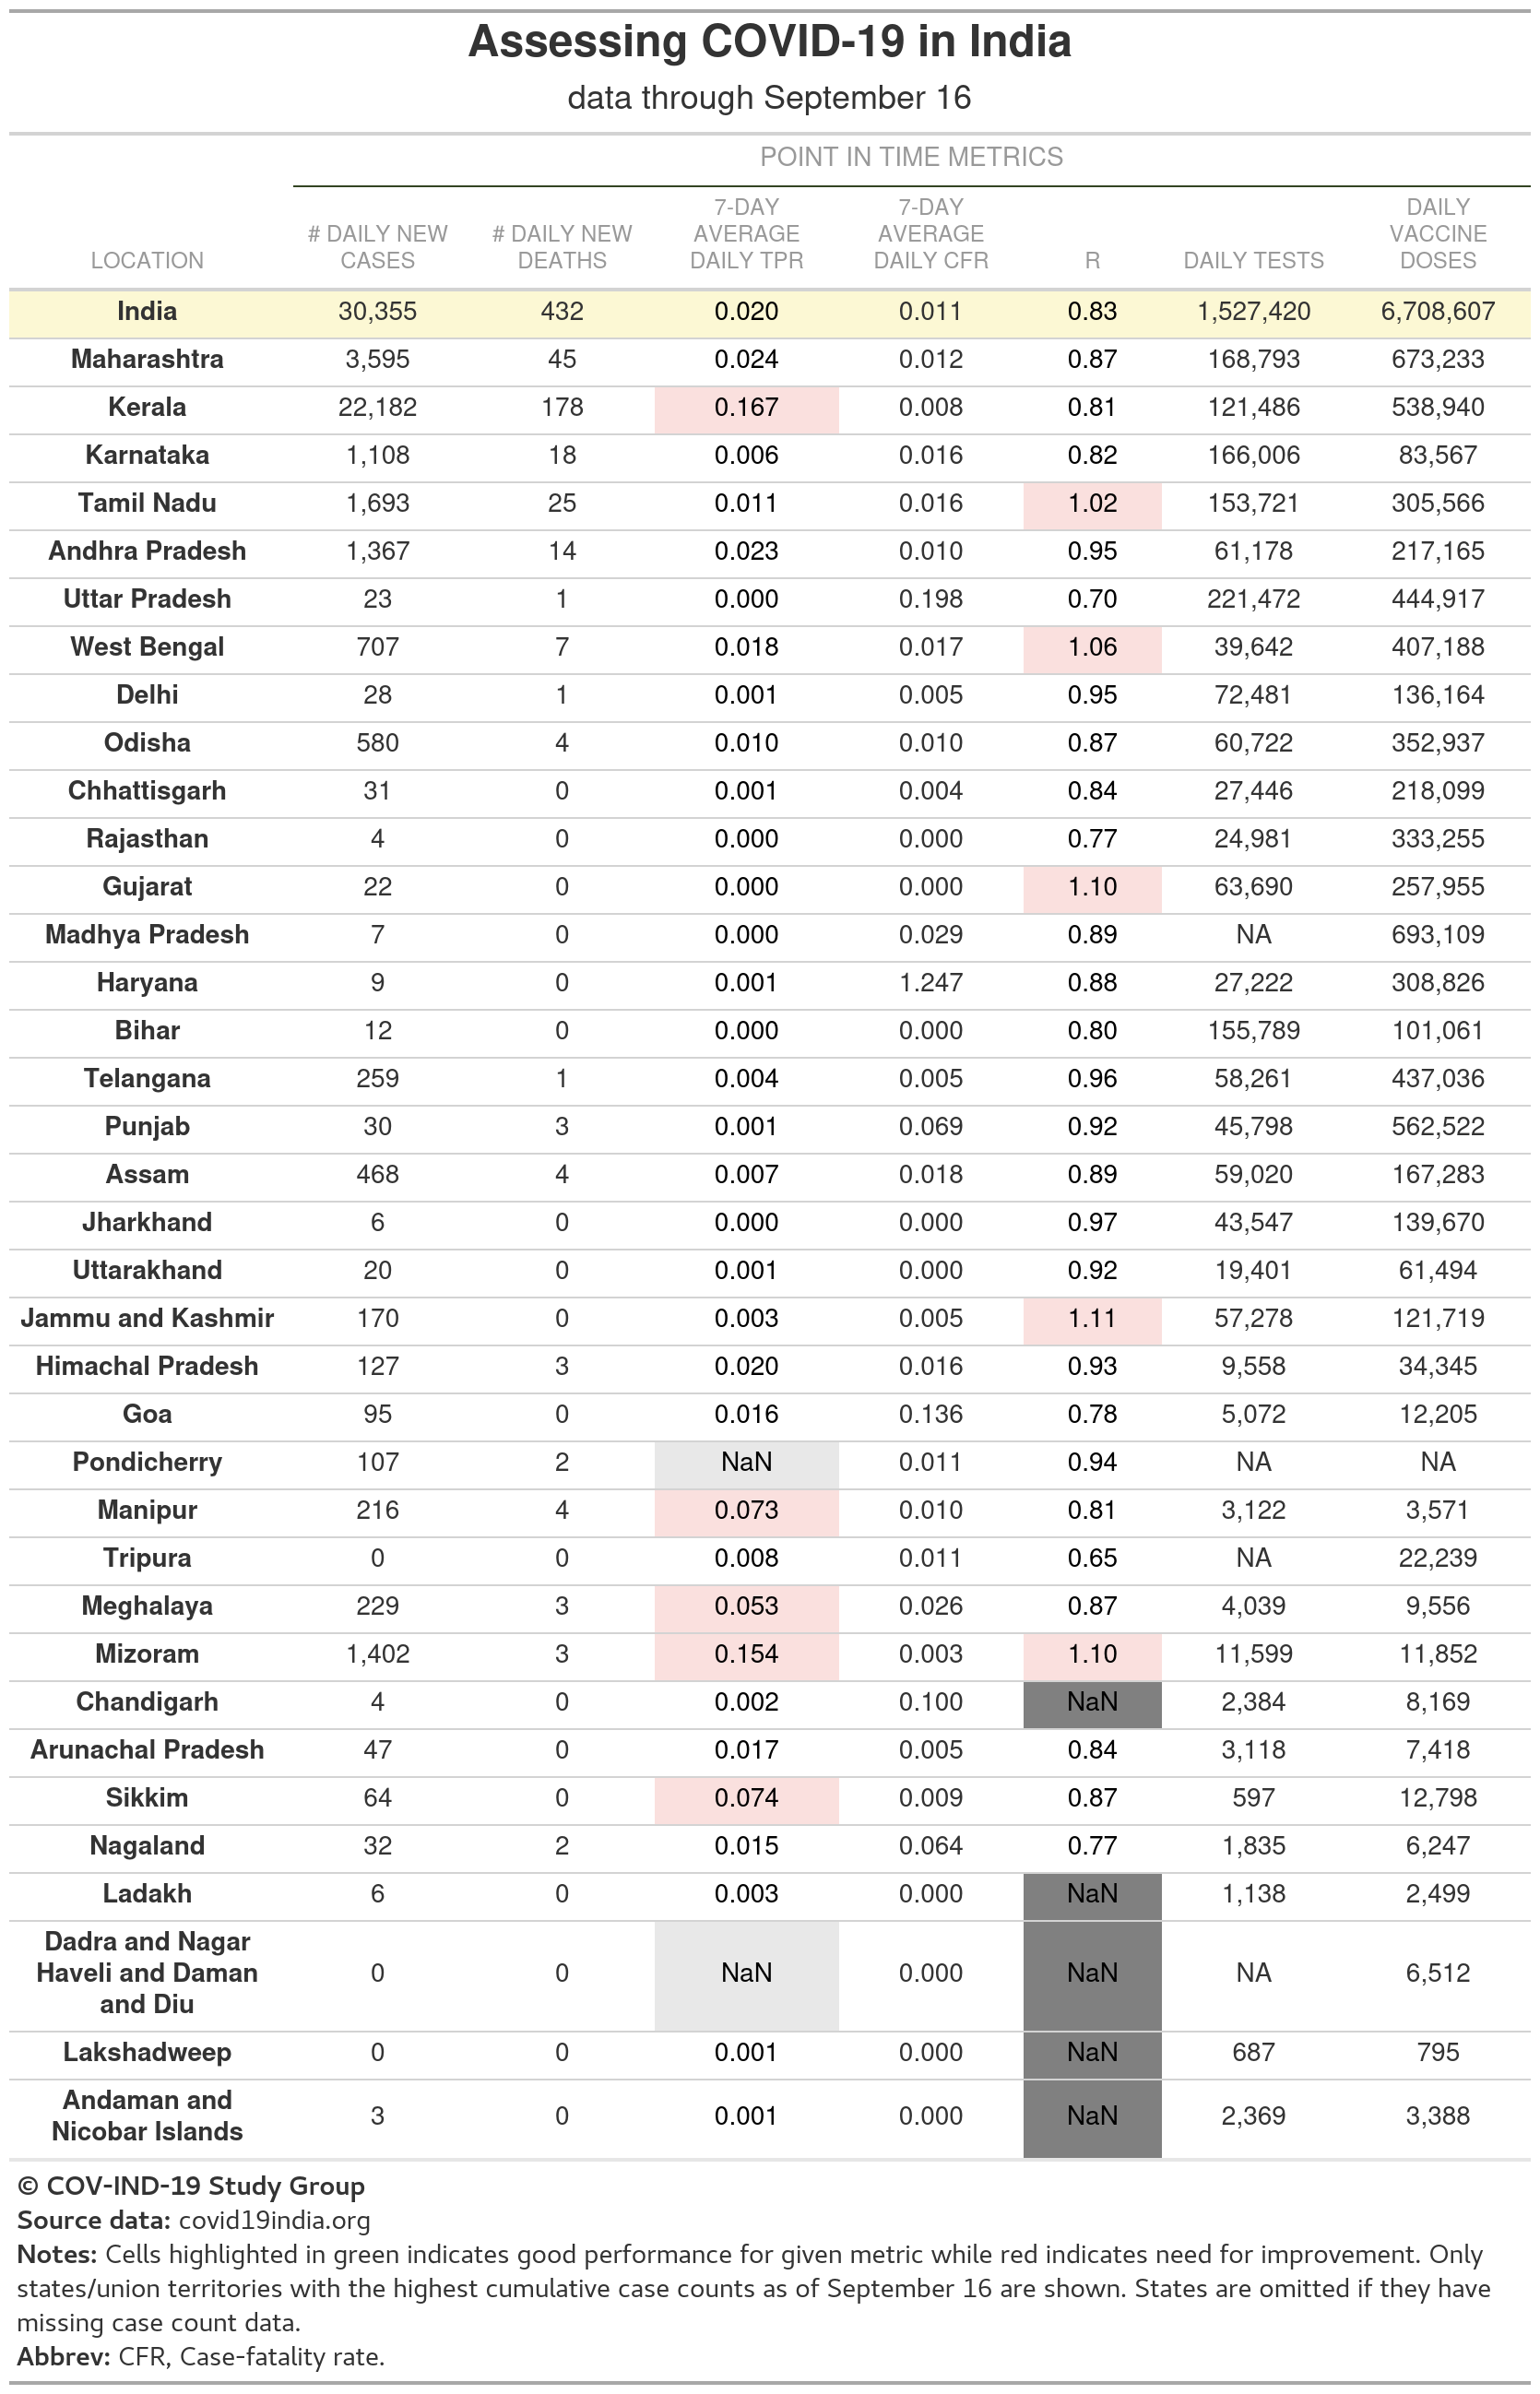 Assessing COVID-19 in India
data through September 16
POINT IN TIME METRICS
LOCATION # DAILY NEW CASES # DAILY NEW DEATHS 7-DAY AVERAGE DAILY TPR 7-DAY AVERAGE DAILY CFR R DAILY TESTS DAILY VACCINE DOSES
India 30,355 432 0.020 0.011 0.83 1,527,420 6,708,607
Maharashtra 3,595 45 0.024 0.012 0.87 168,793 673,233
Kerala 22,182 178 0.167 0.008 0.81 121,486 538,940
Karnataka 1,108 18 0.006 0.016 0.82 166,006 83,567
Tamil Nadu 1,693 25 0.011 0.016 1.02 153,721 305,566
Andhra Pradesh 1,367 14 0.023 0.010 0.95 61,178 217,165
Uttar Pradesh 23 1 0.000 0.198 0.70 221,472 444,917
West Bengal 707 7 0.018 0.017 1.06 39,642 407,188
Delhi 28 1 0.001 0.005 0.95 72,481 136,164
Odisha 580 4 0.010 0.010 0.87 60,722 352,937
Chhattisgarh 31 0 0.001 0.004 0.84 27,446 218,099
Rajasthan 4 0 0.000 0.000 0.77 24,981 333,255
Gujarat 22 0 0.000 0.000 1.10 63,690 257,955
Madhya Pradesh 7 0 0.000 0.029 0.89 NA 693,109
Haryana 9 0 0.001 1.247 0.88 27,222 308,826
Bihar 12 0 0.000 0.000 0.80 155,789 101,061
Telangana 259 1 0.004 0.005 0.96 58,261 437,036
Punjab 30 3 0.001 0.069 0.92 45,798 562,522
Assam 468 4 0.007 0.018 0.89 59,020 167,283
Jharkhand 6 0 0.000 0.000 0.97 43,547 139,670
Uttarakhand 20 0 0.001 0.000 0.92 19,401 61,494
Jammu and Kashmir 170 0 0.003 0.005 1.11 57,278 121,719
Himachal Pradesh 127 3 0.020 0.016 0.93 9,558 34,345
Goa 95 0 0.016 0.136 0.78 5,072 12,205
Pondicherry 107 2 NaN 0.011 0.94 NA NA
Manipur 216 4 0.073 0.010 0.81 3,122 3,571
Tripura 0 0 0.008 0.011 0.65 NA 22,239
Meghalaya 229 3 0.053 0.026 0.87 4,039 9,556
Mizoram 1,402 3 0.154 0.003 1.10 11,599 11,852
Chandigarh 4 0 0.002 0.100 NaN 2,384 8,169
Arunachal Pradesh 47 0 0.017 0.005 0.84 3,118 7,418
Sikkim 64 0 0.074 0.009 0.87 597 12,798
Nagaland 32 2 0.015 0.064 0.77 1,835 6,247
Ladakh 6 0 0.003 0.000 NaN 1,138 2,499
Dadra and Nagar Haveli and Daman and Diu 0 0 NaN 0.000 NaN NA 6,512
Lakshadweep 0 0 0.001 0.000 NaN 687 795
Andaman and Nicobar Islands 3 0 0.001 0.000 NaN 2,369 3,388
© COV-IND-19 Study Group
Source data: covid19india.org
Notes: Cells highlighted in green indicates good performance for given metric while red indicates need for improvement. Only
states/union territories with the highest cumulative case counts as of September 16 are shown. States are omitted if they have
missing case count data.
Abbrev: CFR, Case-fatality rate.